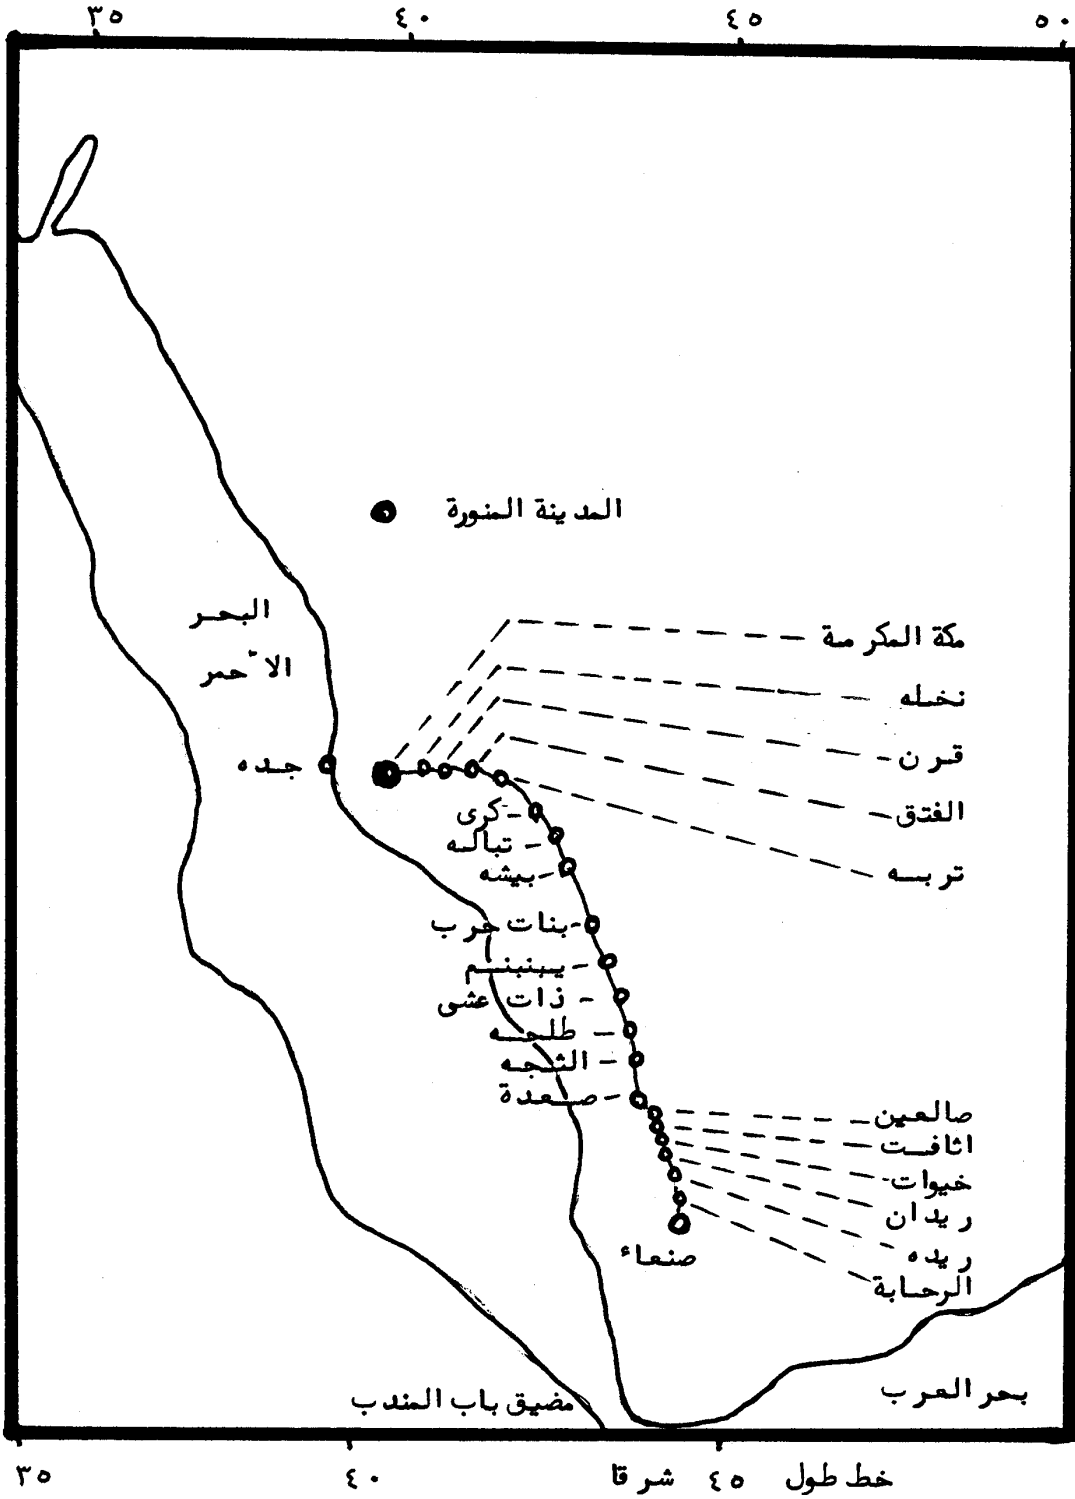 ٣٥ ٤٠ ٤٥ ٥٠
المدينة المنورة
البحر
الأحمر
مكة المكرمة
نخله
قرن
جده
الفتق
كرى
تباله
تربه
بيشه
بنات حرب
يبنبنم
ذات عشى
طلحه
الثجه
صعدة
صالعين
اثافت
خيوات
ريدان
ريده
صنعاء
الرحابة
بحر العرب
مضيق باب المندب
٣٥ ٤٠ شرقا ٤٥ خط طول